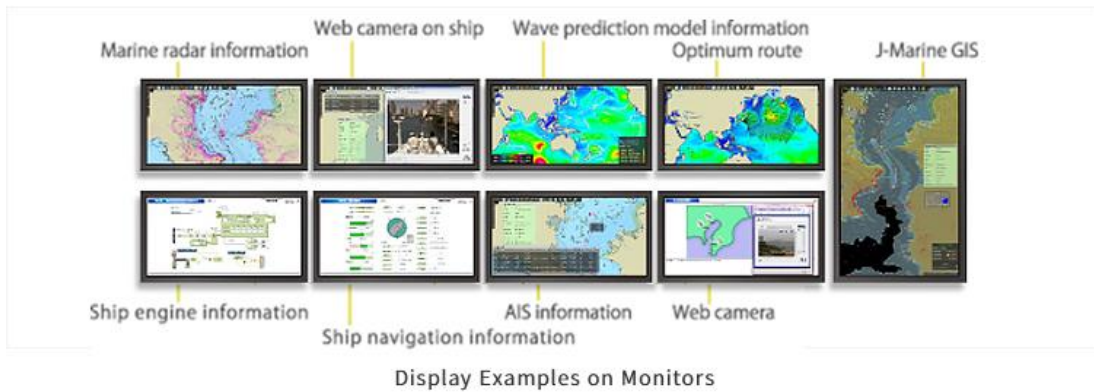 Web camera on ship
Wave prediction model information
Marine radar information
Optimum route
J-Marine GIS
Ship engine information
AIS information
Web camera
Ship navigation information
Display Examples on Monitors